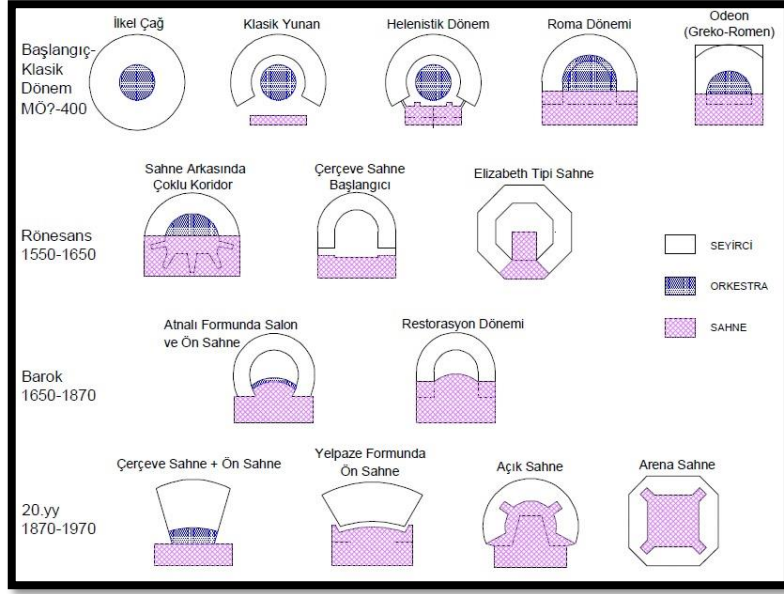 İlkel Çağ
Klasik Yunan
Helenistik Dönem
Roma Dönemi
Odeon
(Greko-Romen)
Başlangıç-
Klasik
Dönem
MÖ?-400
Sahne Arkasında
Çoklu Koridor
Çerçeve Sahne
Başlangıcı
Elizabeth Tipi Sahne
Rönesans
1550-1650
SEYİRCİ
ORKESTRA
SAHNE
Atnalı Formunda Salon
ve Ön Sahne
Restorasyon Dönemi
Barok
1650-1870
Çerçeve Sahne + Ön Sahne
Yelpaze Formunda
Ön Sahne
Açık Sahne
Arena Sahne
20.yy
1870-1970